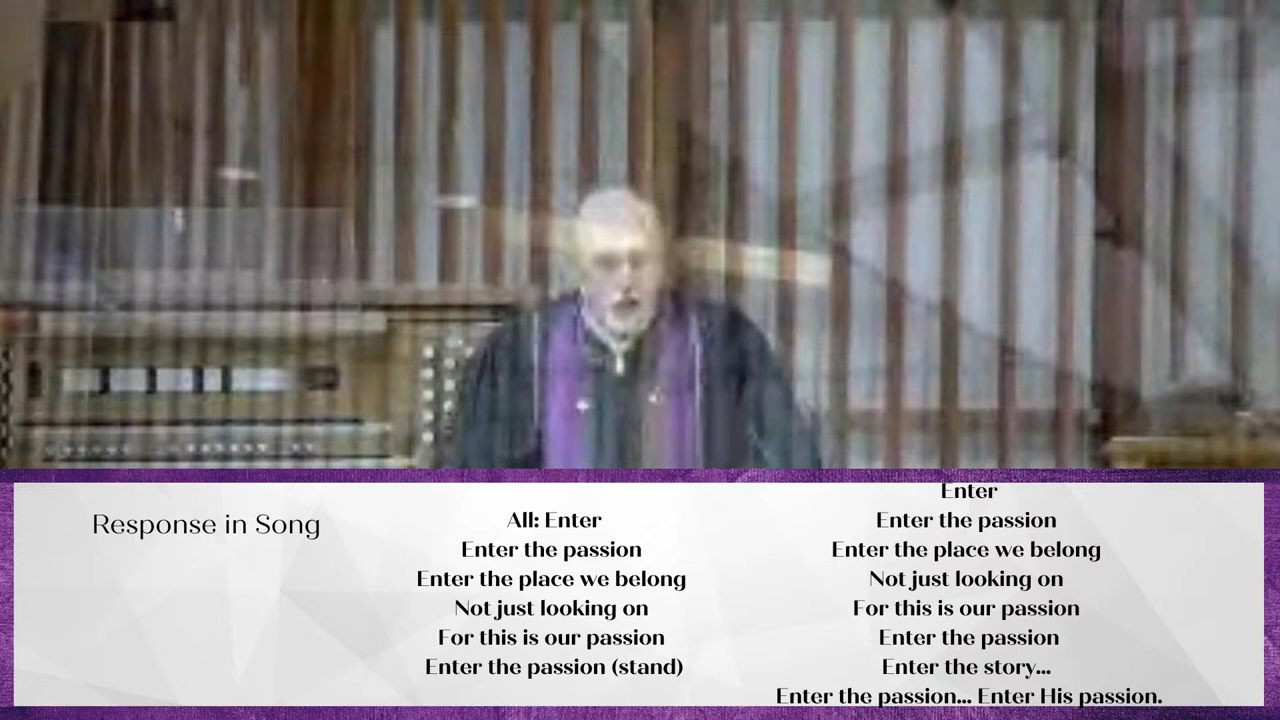 Response in Song
All: Enter
Enter the passion
Enter the place we belong
Not just looking on
For this is our passion
Enter the passion (stand)
Enter
Enter the passion
Enter the place we belong
Not just looking on
For this is our passion
Enter the passion
Enter the story...
Enter the passion... Enter His passion.